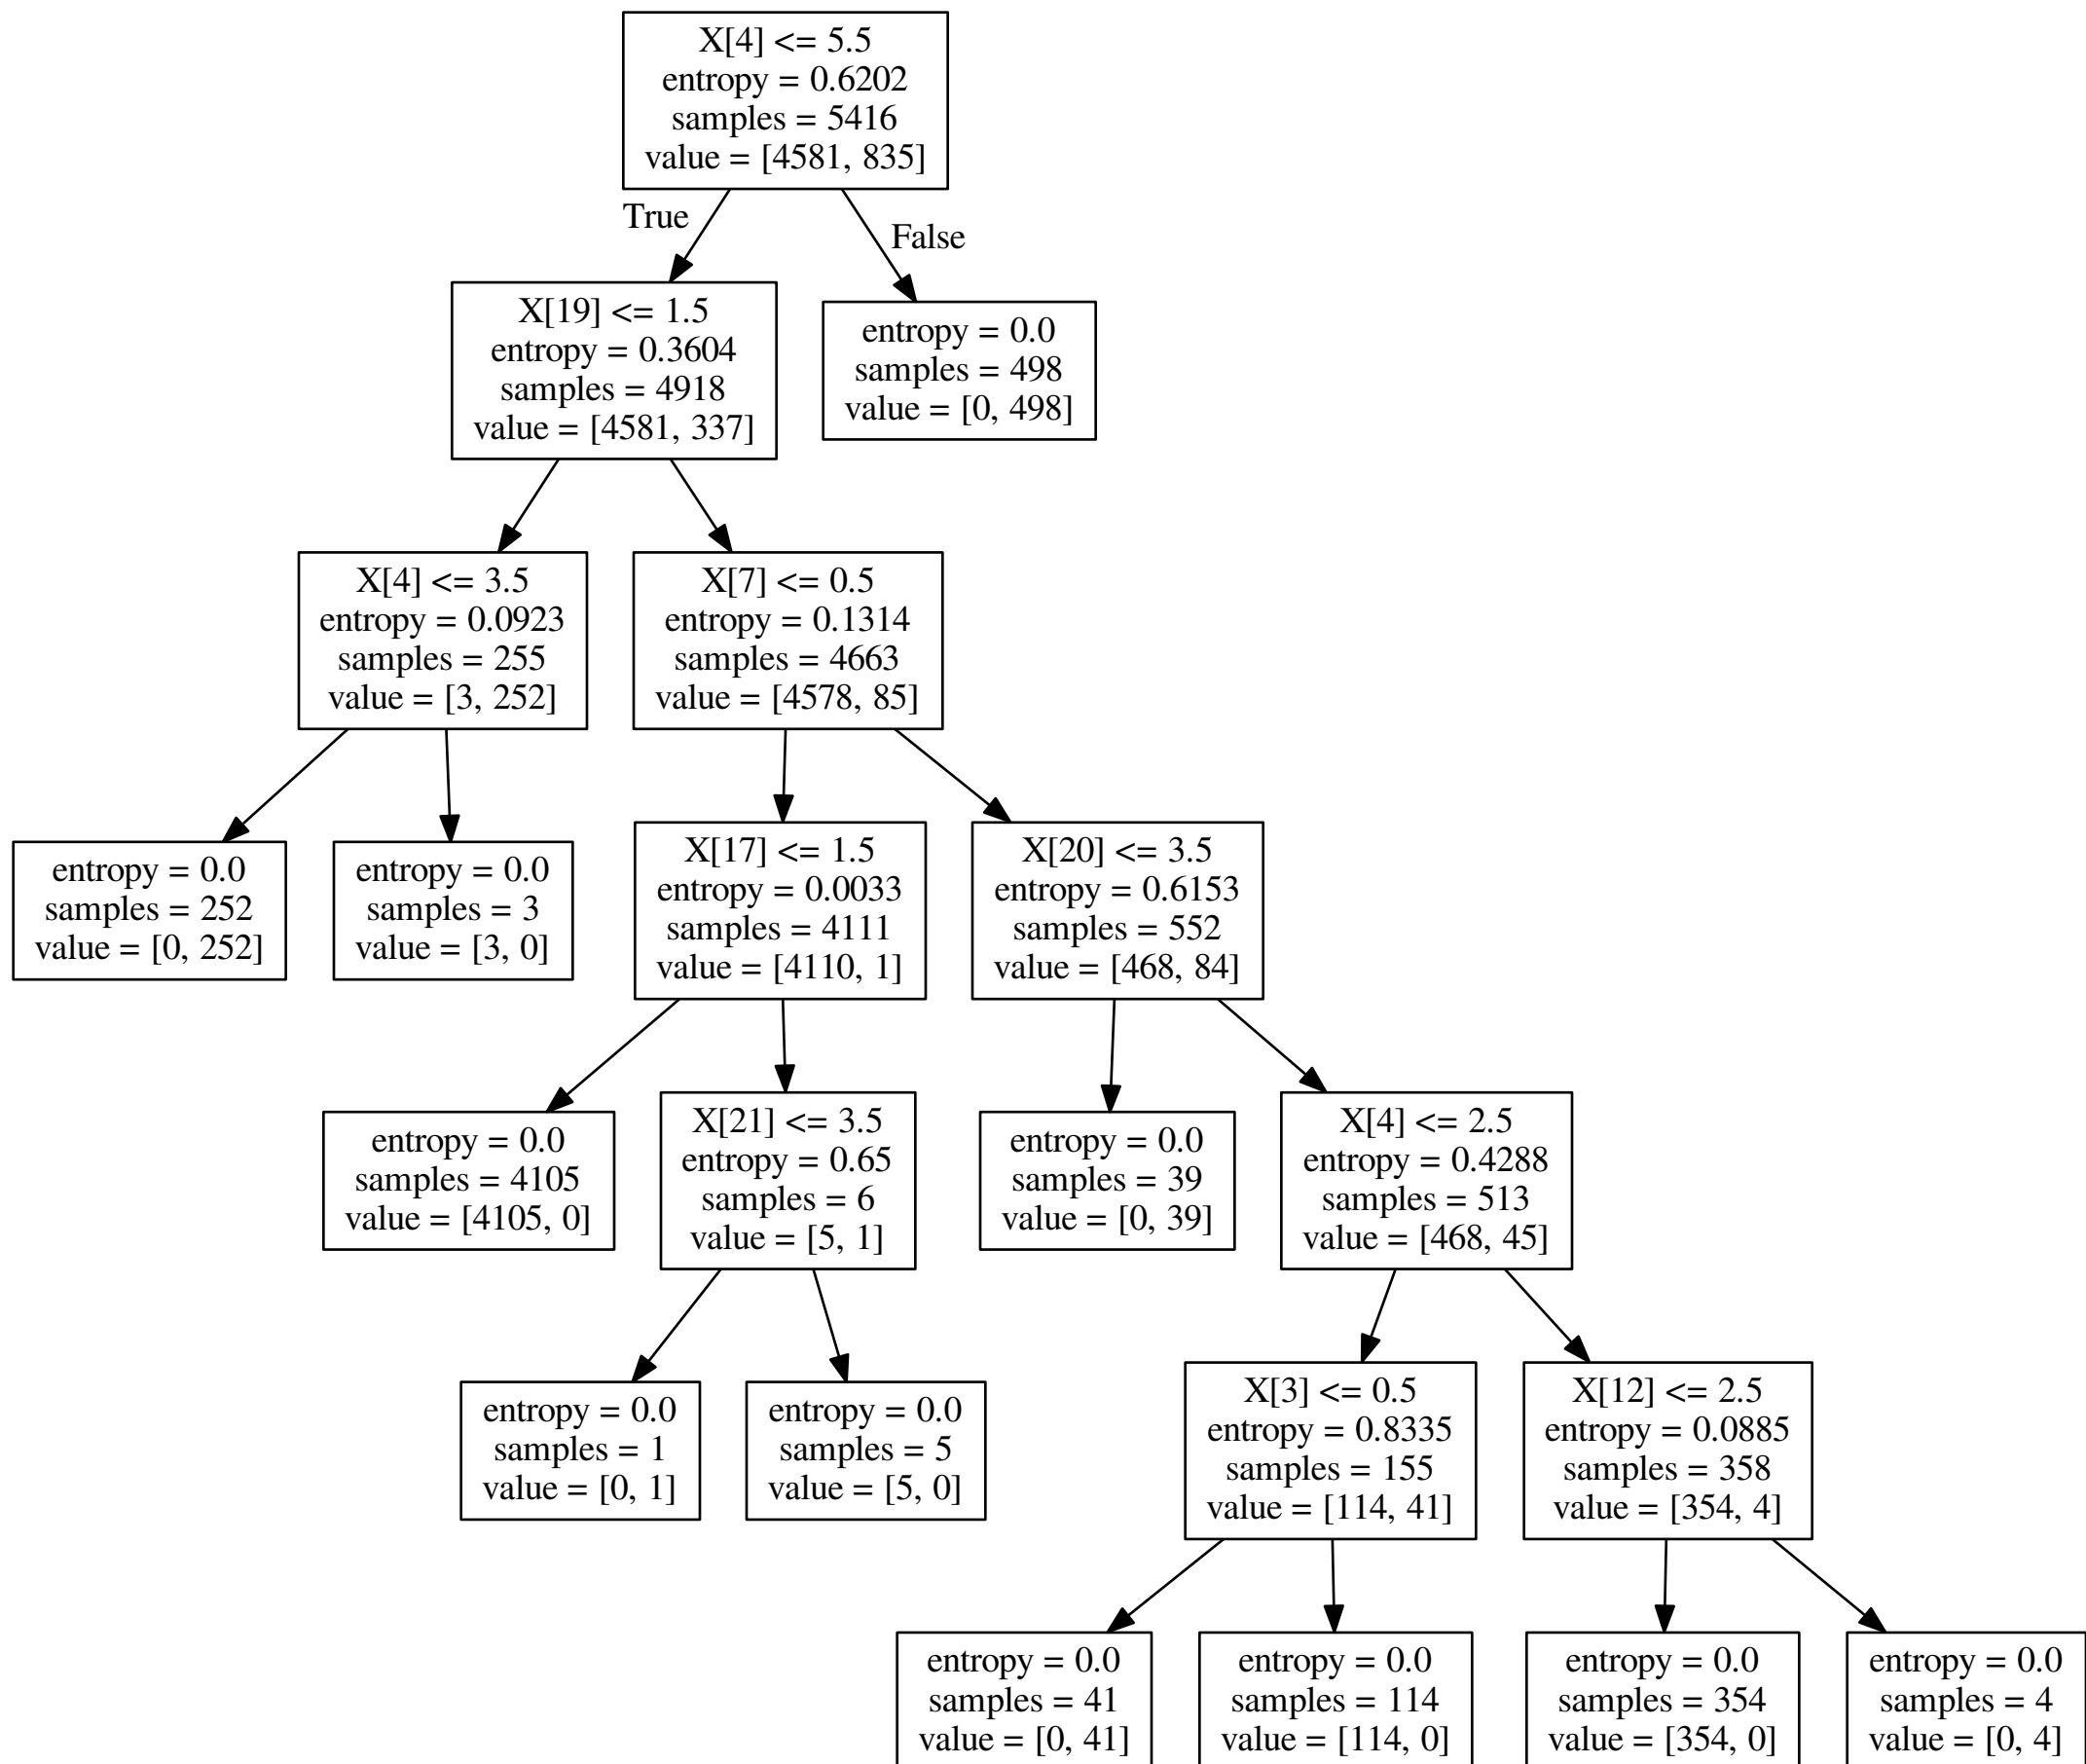 X[4] <= 5.5
entropy = 0.6202
samples = 5416
value = [4581, 835]
True
False
X[19] <= 1.5
entropy = 0.3604
samples = 4918
value = [4581, 337]
entropy = 0.0
samples = 498
value = [0, 498]
X[4] <= 3.5
entropy = 0.0923
samples = 255
value = [3, 252]
X[7] <= 0.5
entropy = 0.1314
samples = 4663
value = [4578, 85]
entropy = 0.0
samples = 252
value = [0, 252]
entropy = 0.0
samples = 3
value = [3, 0]
X[17] <= 1.5
entropy = 0.0033
samples = 4111
value = [4110, 1]
X[20] <= 3.5
entropy = 0.6153
samples = 552
value = [468, 84]
entropy = 0.0
samples = 4105
value = [4105, 0]
X[21] <= 3.5
entropy = 0.65
samples = 6
value = [5, 1]
entropy = 0.0
samples = 39
value = [0, 39]
X[4] <= 2.5
entropy = 0.4288
samples = 513
value = [468, 45]
entropy = 0.0
samples = 1
value = [0, 1]
entropy = 0.0
samples = 5
value = [5, 0]
X[3] <= 0.5
entropy = 0.8335
samples = 155
value = [114, 41]
X[12] <= 2.5
entropy = 0.0885
samples = 358
value = [354, 4]
entropy = 0.0
samples = 41
value = [0, 41]
entropy = 0.0
samples = 114
value = [114, 0]
entropy = 0.0
samples = 354
value = [354, 0]
entropy = 0.0
samples = 4
value = [0, 4]